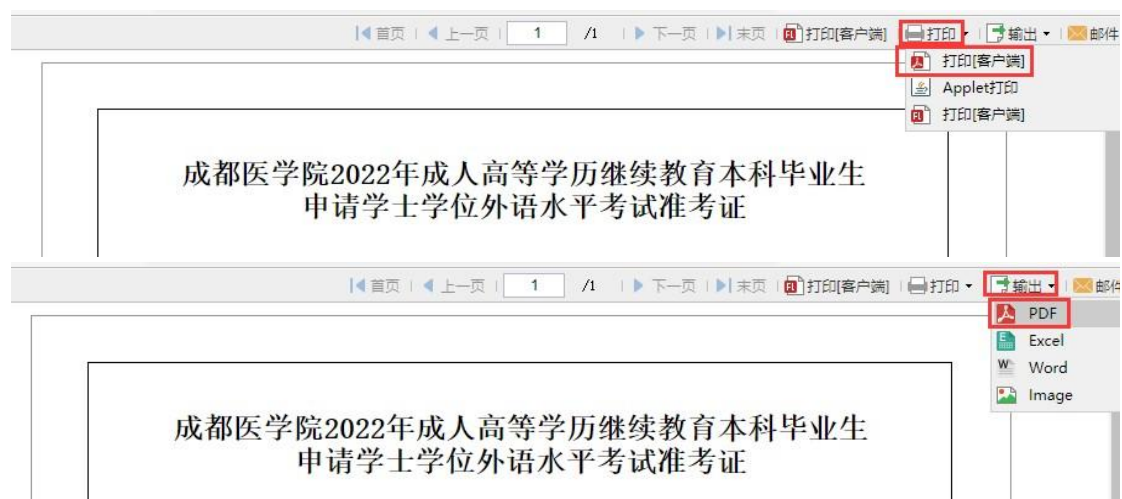 首页 上一页 1 /1 下一页 末页 打印[客户端] 打印 输出 邮件
打印[客户端]
Applet打印
打印[客户端]
成都医学院2022年成人高等学历继续教育本科毕业生
申请学士学位外语水平考试准考证
首页 上一页 1 /1 下一页 末页 打印[客户端] 打印 输出 邮件
PDF
Excel
Word
Image
成都医学院2022年成人高等学历继续教育本科毕业生
申请学士学位外语水平考试准考证